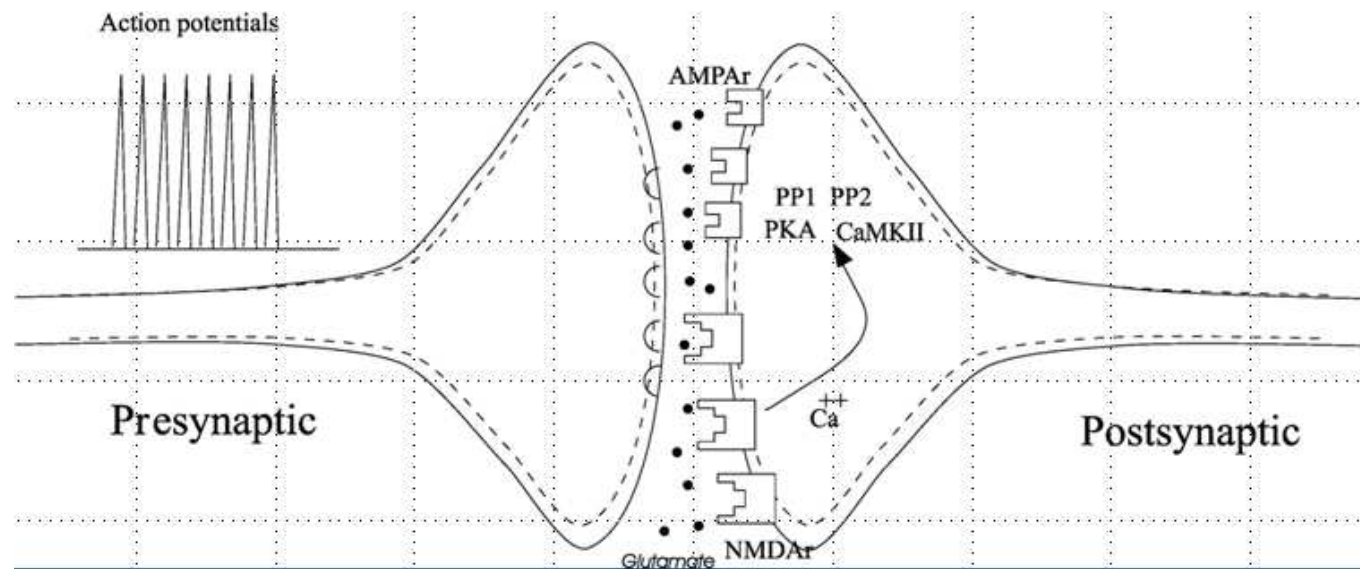 Action potentials
AMPAr
PP1 PP2
PKA CaMKII
++
Ca
Presynaptic
Postsynaptic
NMDAr
Glutamate